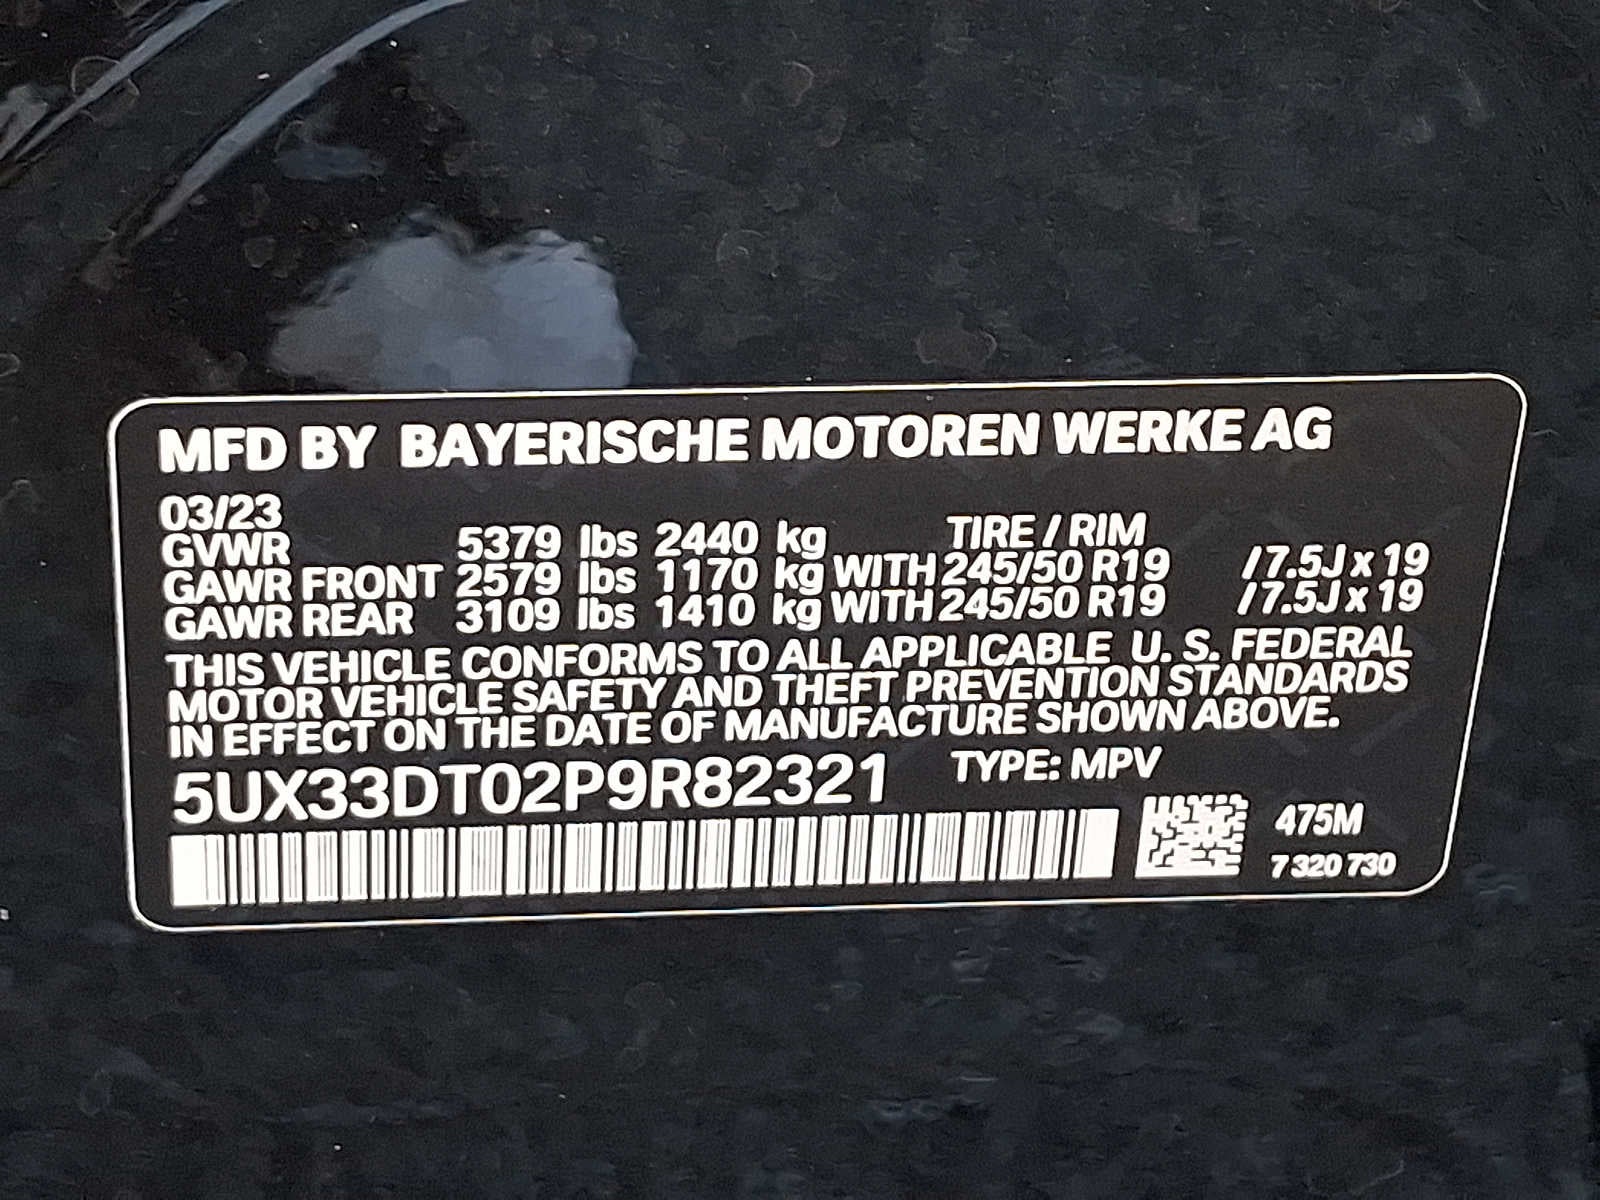 MFD BY BAYERISCHE MOTOREN WERKE AG
03/23
GVWR 5379 lbs 2440 kg TIRE / RIM
GAWR FRONT 2579 lbs 1170 kg WITH 245/50 R19 / 7.5J x 19
GAWR REAR 3109 lbs 1410 kg WITH 245/50 R19 / 7.5J x 19
THIS VEHICLE CONFORMS TO ALL APPLICABLE U. S. FEDERAL
MOTOR VEHICLE SAFETY AND THEFT PREVENTION STANDARDS
IN EFFECT ON THE DATE OF MANUFACTURE SHOWN ABOVE.
5UX33DT02P9R82321 TYPE: MPV
475M
7 320 730